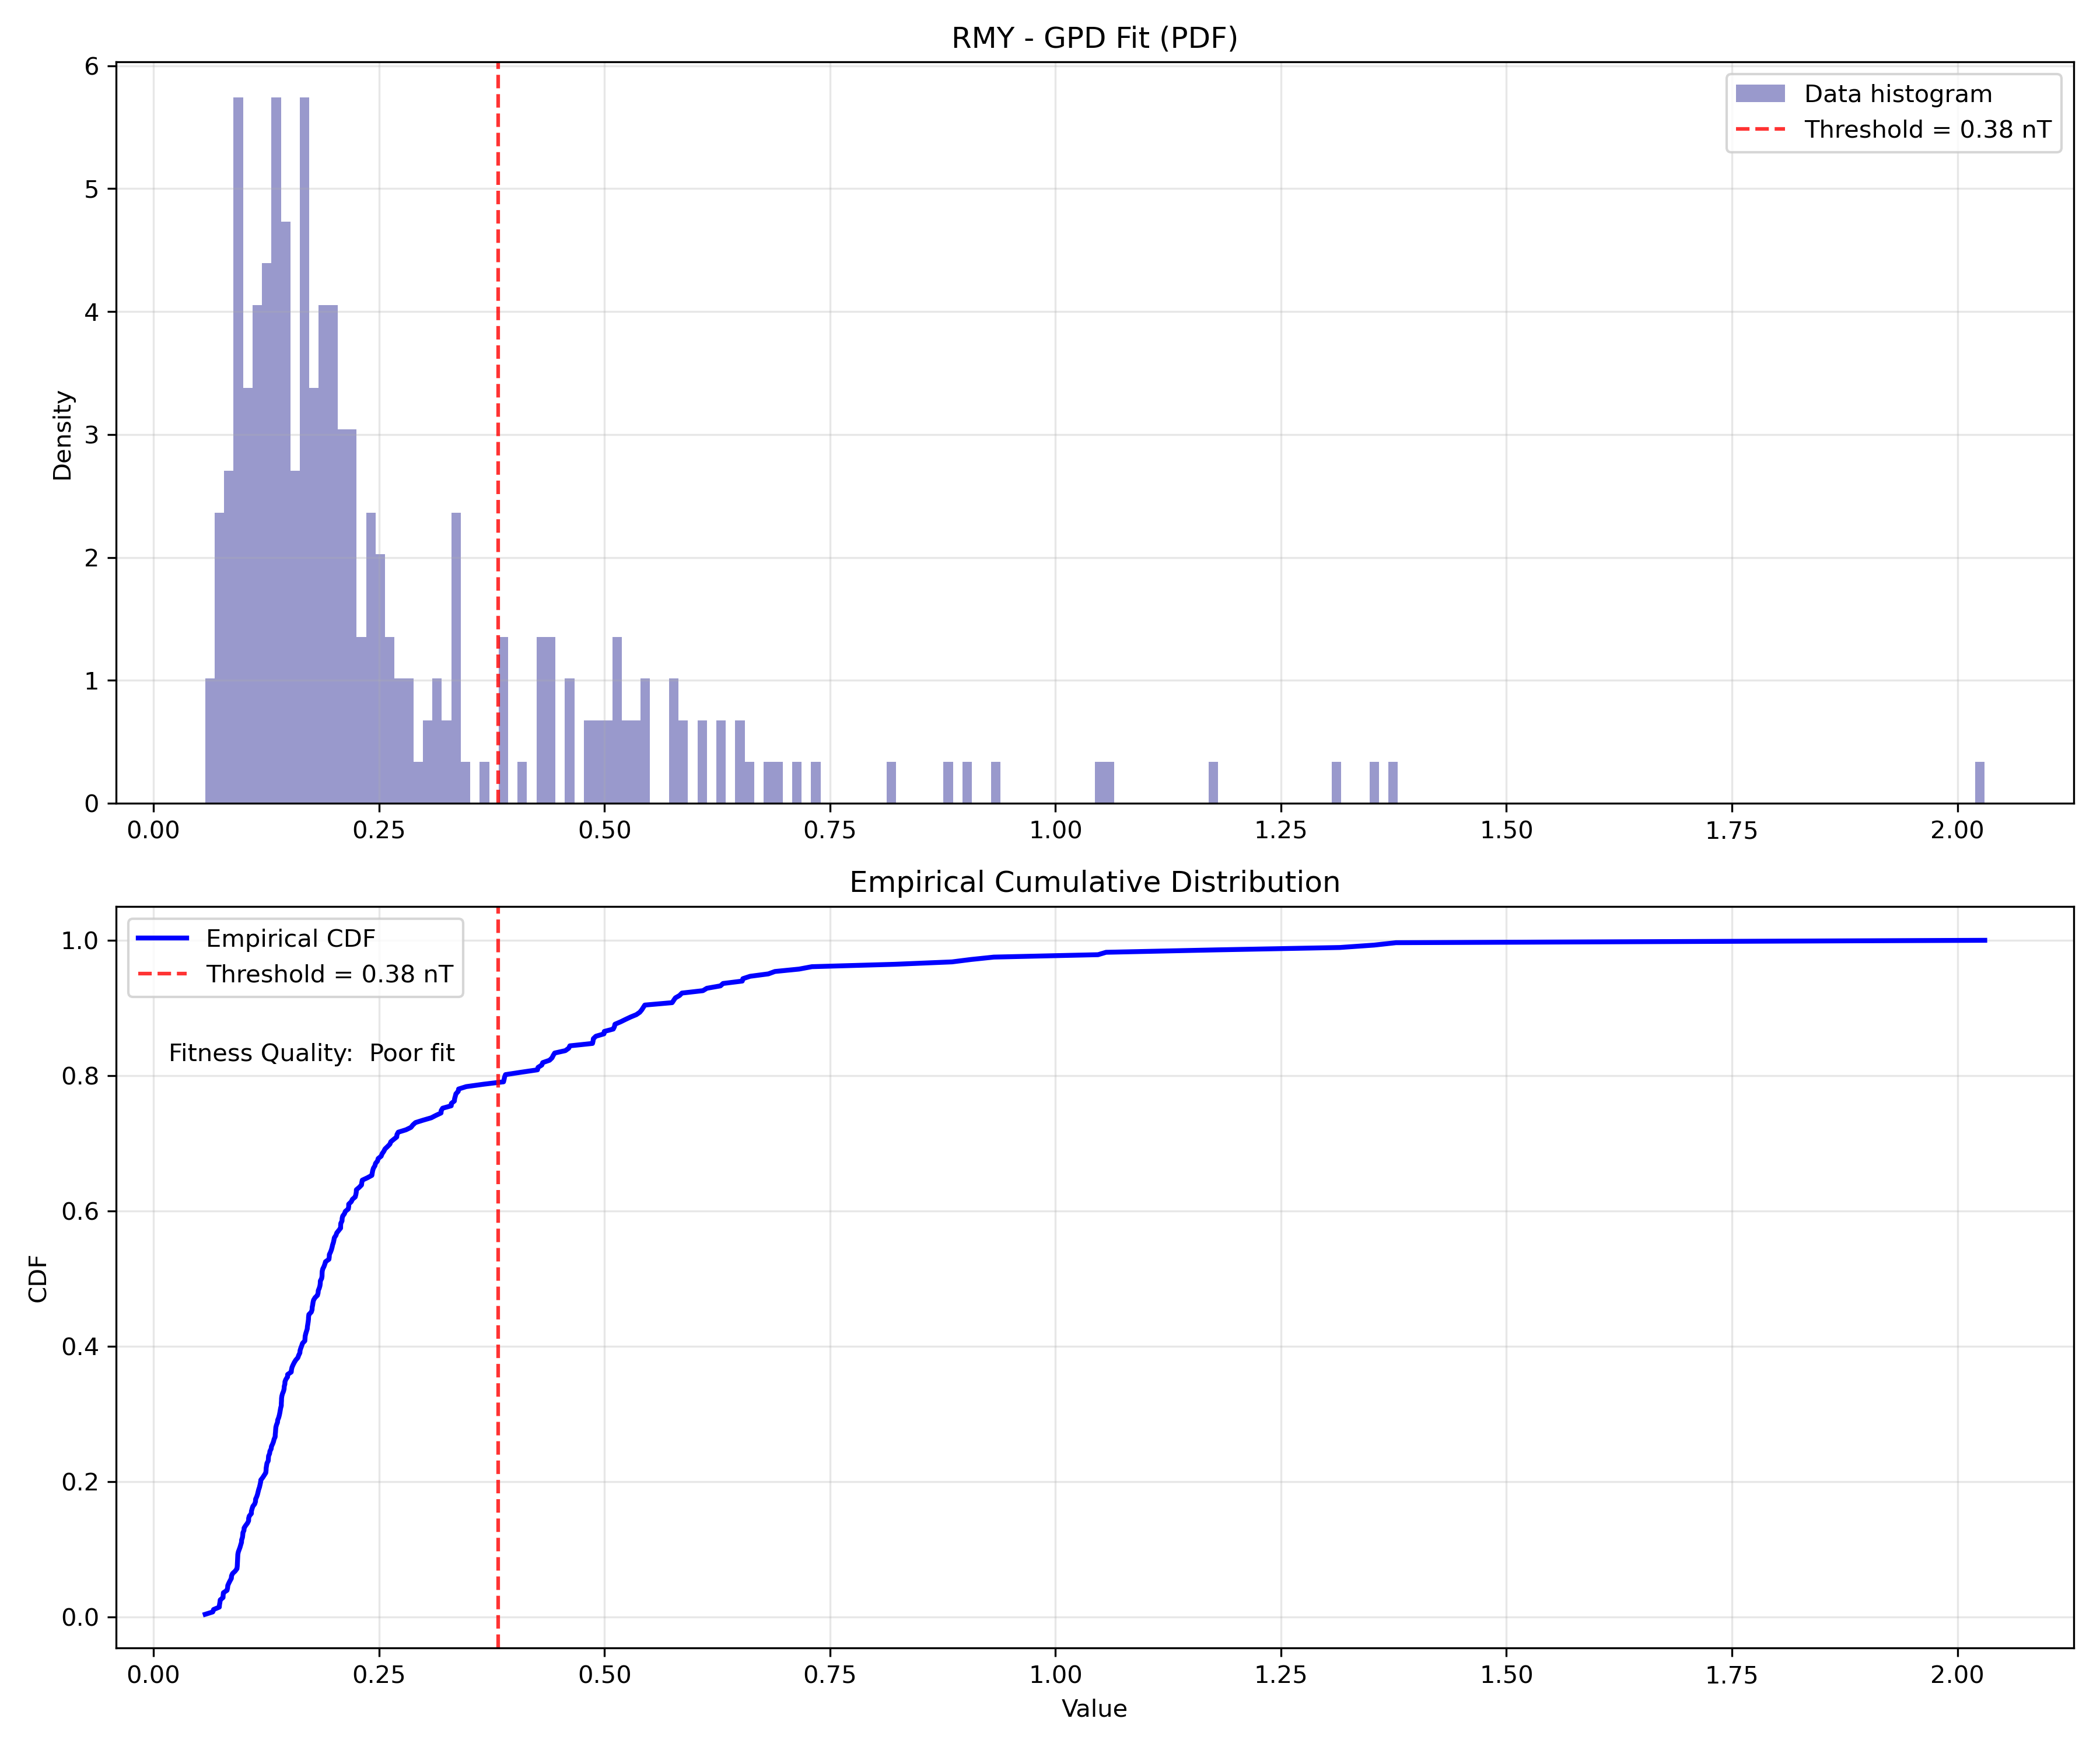 RMY - GPD Fit (PDF)
6
5
4
3
2
1
0
Density
Data histogram
Threshold = 0.38 nT
0.00 0.25 0.50 0.75 1.00 1.25 1.50 1.75 2.00
Empirical Cumulative Distribution
Empirical CDF
Threshold = 0.38 nT
Fitness Quality:  Poor fit
1.0
0.8
0.6
0.4
0.2
0.0
CDF
0.00 0.25 0.50 0.75 1.00 1.25 1.50 1.75 2.00
Value